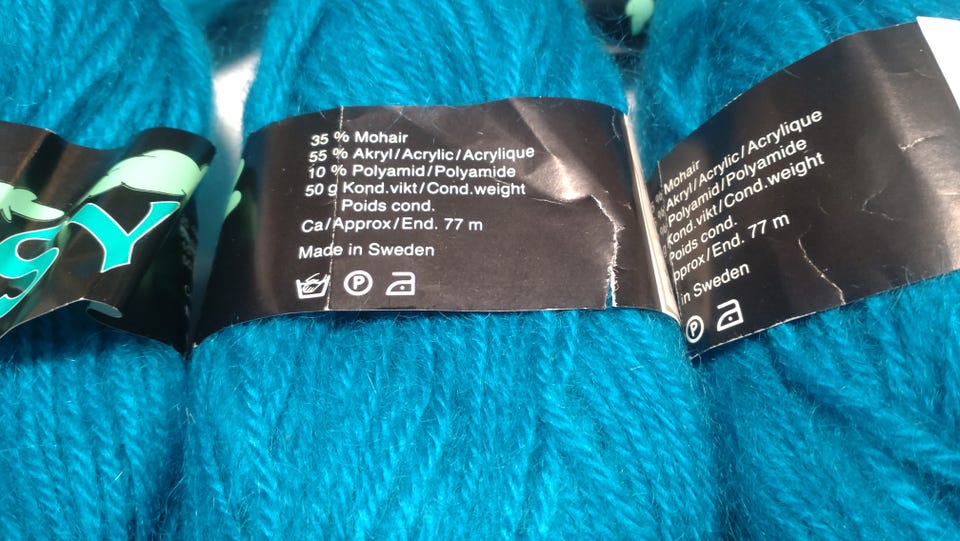 SY
35 % Mohair
55 % Akryl/Acrylic/Acrylique
10 % Polyamid/Polyamide
50 g Kond.vikt/Cond.weight
Poids cond.
Ca/Approx/End. 77 m
Made in Sweden
P
% Mohair
% Akryl/Acrylic/Acrylique
% Polyamid/Polyamide
Kond.vikt/Cond.weight
Poids cond.
pprox/End. 77 m
in Sweden
P